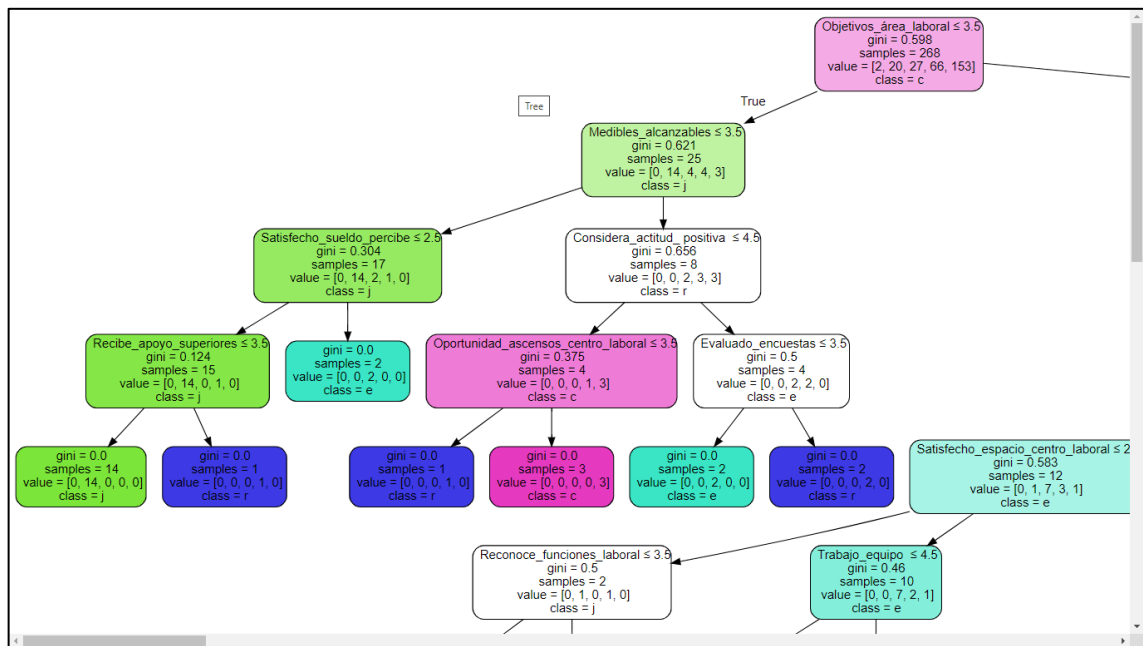 Objetivos_área_laboral ≤ 3.5
gini = 0.598
samples = 268
value = [2, 20, 27, 66, 153]
class = c
True
Tree
Medibles_alcanzables ≤ 3.5
gini = 0.621
samples = 25
value = [0, 14, 4, 4, 3]
class = j
Satisfecho_sueldo_percibe ≤ 2.5
gini = 0.304
samples = 17
value = [0, 14, 2, 1, 0]
class = j
Considera_actitud_ positiva ≤ 4.5
gini = 0.656
samples = 8
value = [0, 0, 2, 3, 3]
class = r
Recibe_apoyo_superiores ≤ 3.5
gini = 0.124
samples = 15
value = [0, 14, 0, 1, 0]
class = j
gini = 0.0
samples = 2
value = [0, 0, 2, 0, 0]
class = e
Oportunidad_ascensos_centro_laboral ≤ 3.5
gini = 0.375
samples = 4
value = [0, 0, 0, 1, 3]
class = c
Evaluado_encuestas ≤ 3.5
gini = 0.5
samples = 4
value = [0, 0, 2, 2, 0]
class = e
gini = 0.0
samples = 14
value = [0, 14, 0, 0, 0]
class = j
gini = 0.0
samples = 1
value = [0, 0, 0, 1, 0]
class = r
gini = 0.0
samples = 1
value = [0, 0, 0, 1, 0]
class = r
gini = 0.0
samples = 3
value = [0, 0, 0, 0, 3]
class = c
gini = 0.0
samples = 2
value = [0, 0, 2, 0, 0]
class = e
gini = 0.0
samples = 2
value = [0, 0, 0, 2, 0]
class = r
Satisfecho_espacio_centro_laboral ≤ 2
gini = 0.583
samples = 12
value = [0, 1, 7, 3, 1]
class = e
Reconoce_funciones_laboral ≤ 3.5
gini = 0.5
samples = 2
value = [0, 1, 0, 1, 0]
class = j
Trabajo_equipo ≤ 4.5
gini = 0.46
samples = 10
value = [0, 0, 7, 2, 1]
class = e